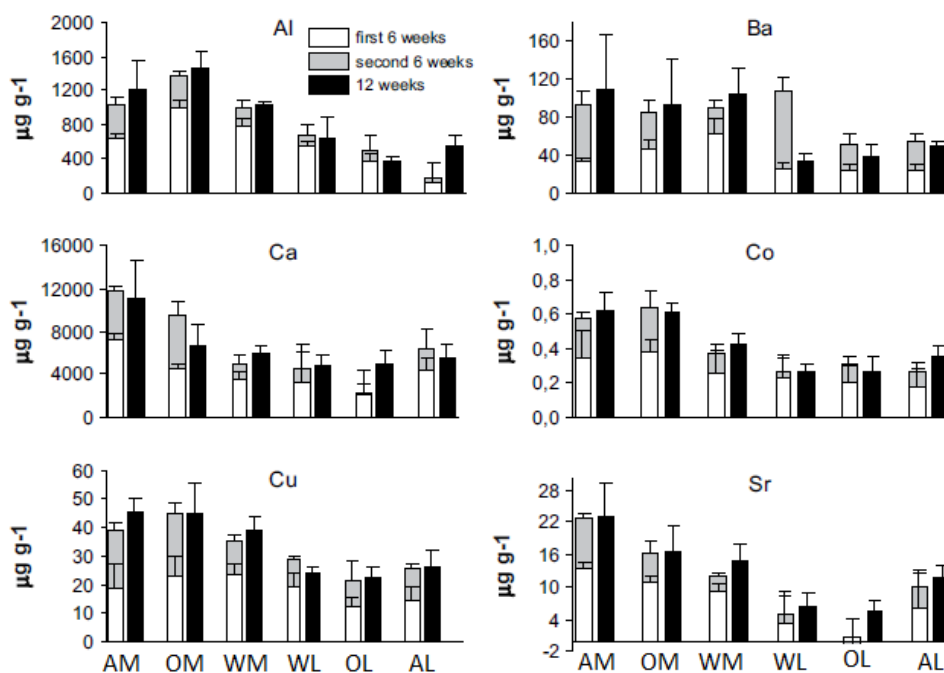 Al
first 6 weeks
second 6 weeks
12 weeks
µg g-1
2000
1600
1200
800
400
0
Ba
160
120
80
40
0
µg g-1
Ca
16000
12000
8000
4000
0
µg g-1
Co
1,0
0,8
0,6
0,4
0,2
0,0
µg g-1
Cu
60
50
40
30
20
10
0
µg g-1
AM OM WM WL OL AL
Sr
28
22
16
10
4
-2
µg g-1
AM OM WM WL OL AL